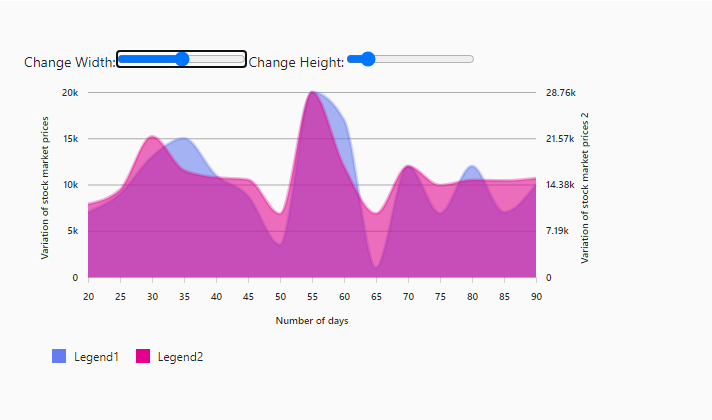 Change Width: Change Height:
20k
15k
10k
5k
0
Variation of stock market prices
28.76k
21.57k
14.38k
7.19k
0
Variation of stock market prices 2
20 25 30 35 40 45 50 55 60 65 70 75 80 85 90
Number of days
Legend1 Legend2